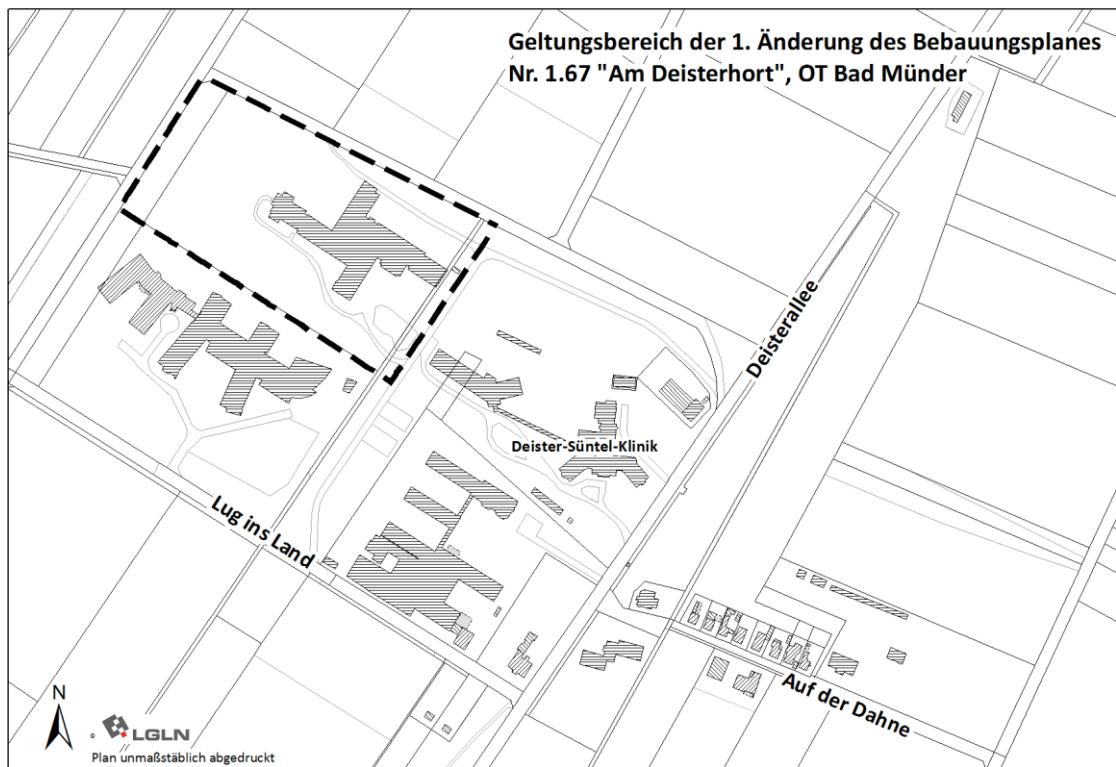 Geltungsbereich der 1. Änderung des Bebauungsplanes
Nr. 1.67 "Am Deisterhort", OT Bad Münder
Deisterallee
Deister-Süntel-Klinik
Lug ins Land
Auf der Dahne
N
© LGLN
Plan unmaßstäblich abgedruckt